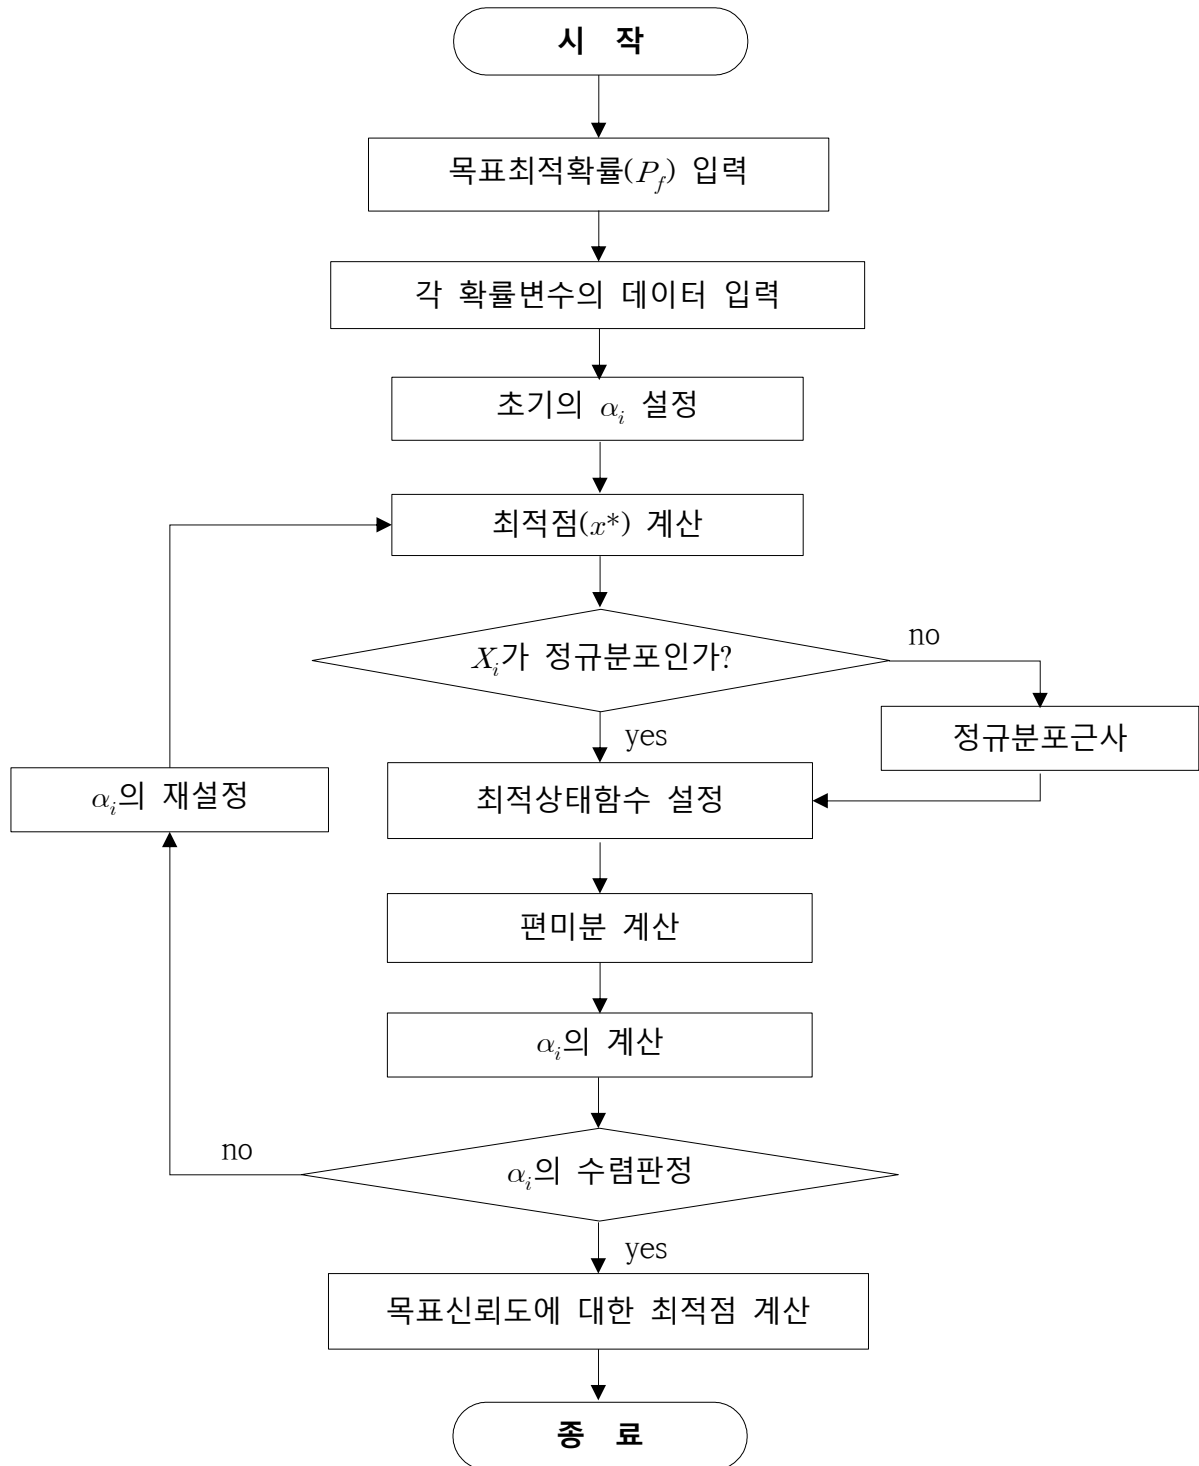 시 작
목표최적확률(P_f) 입력
각 확률변수의 데이터 입력
초기의 α_i 설정
최적점(x*) 계산
X_i가 정규분포인가?
no
yes
정규분포근사
α_i의 재설정
최적상태함수 설정
편미분 계산
α_i의 계산
no
α_i의 수렴판정
yes
목표신뢰도에 대한 최적점 계산
종 료